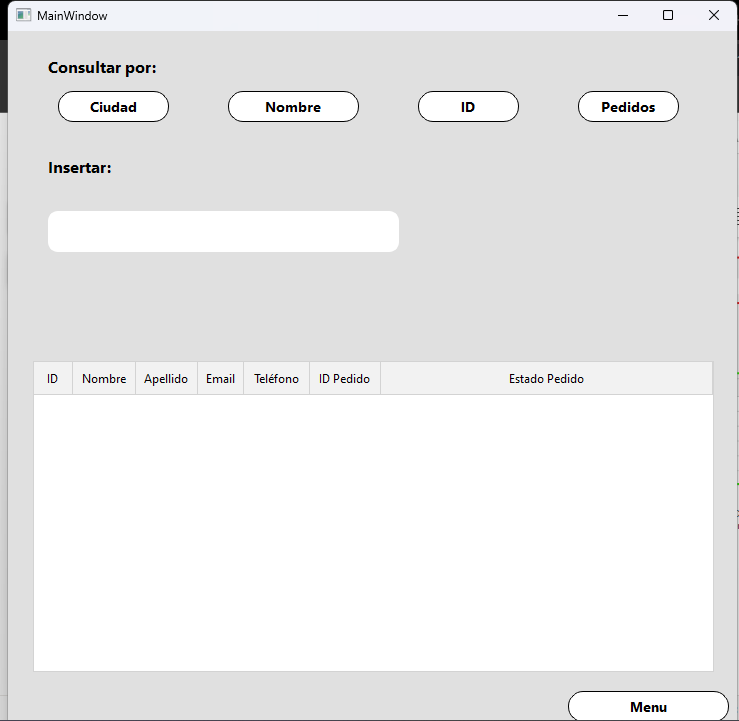 MainWindow
Consultar por:
Ciudad Nombre ID Pedidos
Insertar:
ID Nombre Apellido Email Teléfono ID Pedido Estado Pedido
Menu